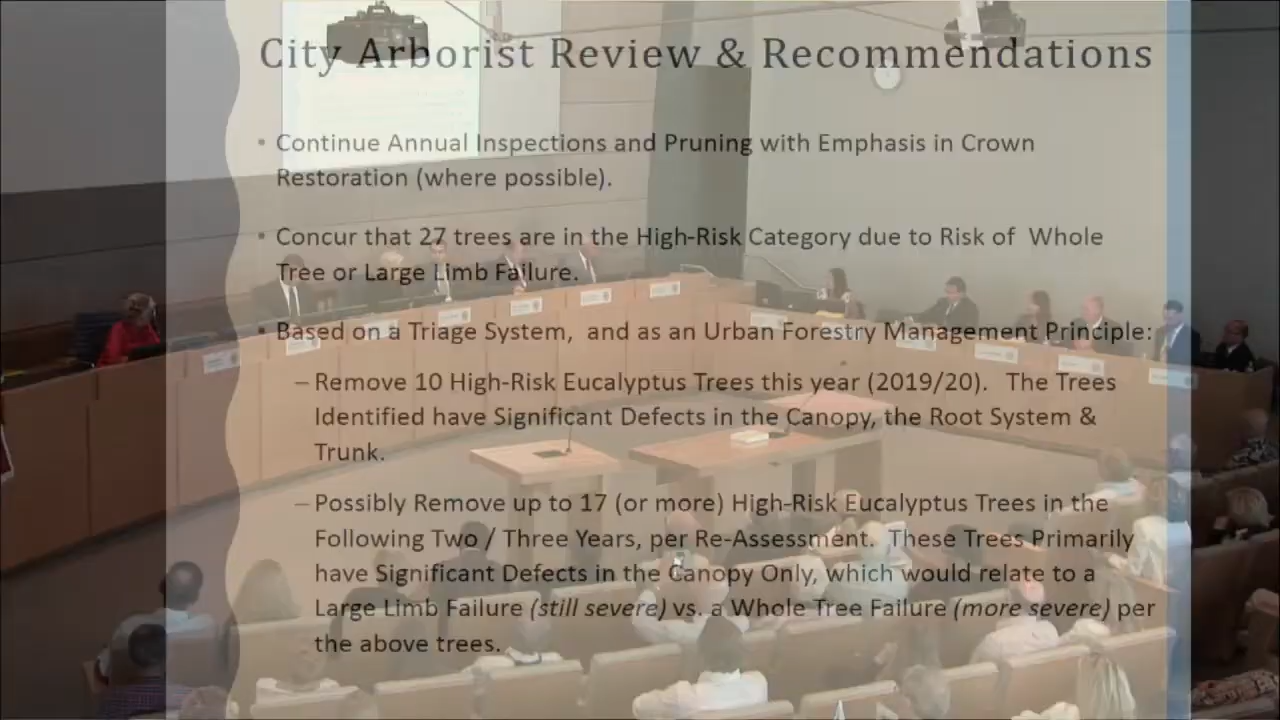 City Arborist Review & Recommendations
• Continue Annual Inspections and Pruning with Emphasis in Crown
Restoration (where possible).
• Concur that 27 trees are in the High-Risk Category due to Risk of Whole
Tree or Large Limb Failure.
• Based on a Triage System, and as an Urban Forestry Management Principle:
– Remove 10 High-Risk Eucalyptus Trees this year (2019/20). The Trees
Identified have Significant Defects in the Canopy, the Root System &
Trunk.
– Possibly Remove up to 17 (or more) High-Risk Eucalyptus Trees in the
Following Two / Three Years, per Re-Assessment. These Trees Primarily
have Significant Defects in the Canopy Only, which would relate to a
Large Limb Failure (still severe) vs. a Whole Tree Failure (more severe) per
the above trees.